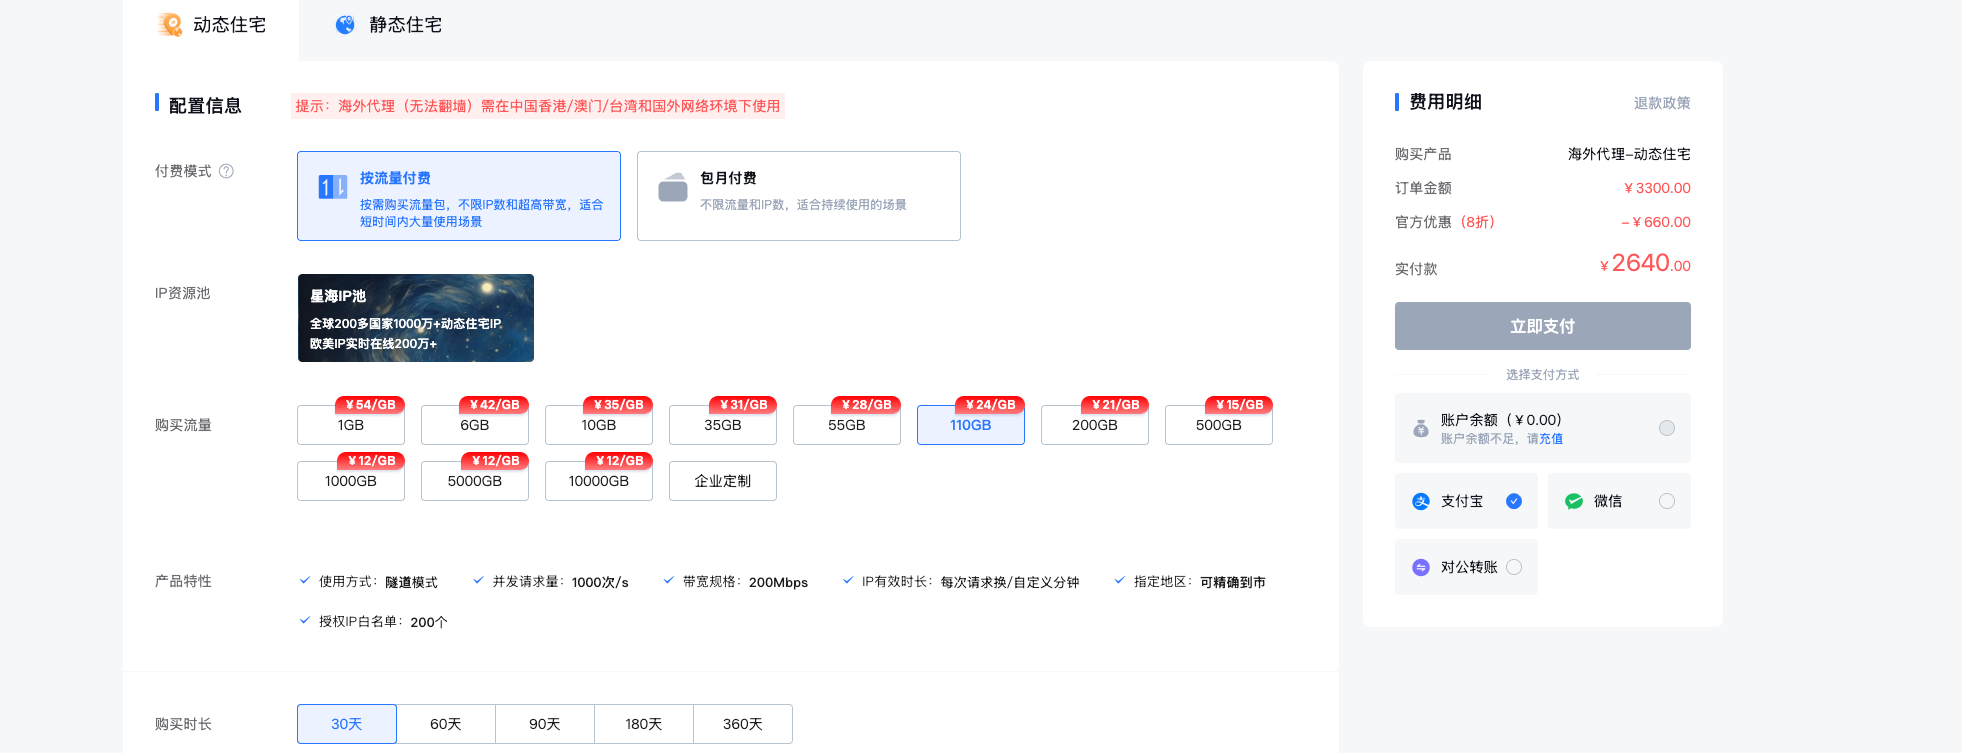 动态住宅
静态住宅
配置信息
提示：海外代理（无法翻墙）需在中国香港/澳门/台湾和国外网络环境下使用
付费模式 ?
按流量付费
按需购买流量包，不限IP数和超高带宽，适合
短时间内大量使用场景
包月付费
不限流量和IP数，适合持续使用的场景
IP资源池
星海IP池
全球200多国家1000万+动态住宅IP,
欧美IP实时在线200万+
购买流量
¥54/GB
1GB
¥42/GB
6GB
¥35/GB
10GB
¥31/GB
35GB
¥28/GB
55GB
¥24/GB
110GB
¥21/GB
200GB
¥15/GB
500GB
¥12/GB
1000GB
¥12/GB
5000GB
¥12/GB
10000GB
企业定制
产品特性
使用方式：隧道模式
并发请求量：1000次/s
带宽规格：200Mbps
IP有效时长：每次请求换/自定义分钟
指定地区：可精确到市
授权IP白名单：200个
购买时长
30天
60天
90天
180天
360天
费用明细
退款政策
购买产品
海外代理-动态住宅
订单金额
¥3300.00
官方优惠（8折）
-¥660.00
实付款
¥2640.00
立即支付
选择支付方式
账户余额（¥0.00）
账户余额不足，请充值
支付宝
微信
对公转账